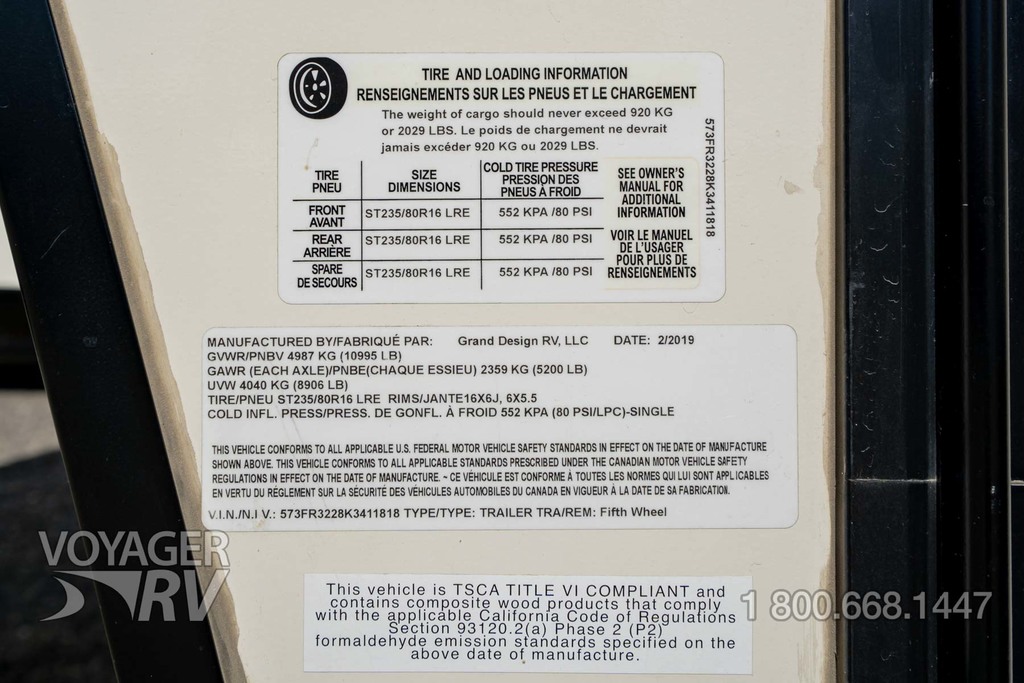 TIRE AND LOADING INFORMATION
RENSEIGNEMENTS SUR LES PNEUS ET LE CHARGEMENT
The weight of cargo should never exceed 920 KG
or 2029 LBS. Le poids de chargement ne devrait
jamais excéder 920 KG ou 2029 LBS.
TIRE
PNEU
SIZE
DIMENSIONS
COLD TIRE PRESSURE
PRESSION DES
PNEUS À FROID
FRONT
AVANT
ST235/80R16 LRE
552 KPA /80 PSI
REAR
ARRIÈRE
ST235/80R16 LRE
552 KPA /80 PSI
SPARE
DE SECOURS
ST235/80R16 LRE
552 KPA /80 PSI
SEE OWNER'S
MANUAL FOR
ADDITIONAL
INFORMATION
VOIR LE MANUEL
DE L'USAGER
POUR PLUS DE
RENSEIGNEMENTS
573FR3228K3411818
MANUFACTURED BY/FABRIQUÉ PAR: Grand Design RV, LLC DATE: 2/2019
GVWR/PNBV 4987 KG (10995 LB)
GAWR (EACH AXLE)/PNBE(CHAQUE ESSIEU) 2359 KG (5200 LB)
UVW 4040 KG (8906 LB)
TIRE/PNEU ST235/80R16 LRE RIMS/JANTE16X6J, 6X5.5
COLD INFL. PRESS/PRESS. DE GONFL. À FROID 552 KPA (80 PSI/LPC)-SINGLE
THIS VEHICLE CONFORMS TO ALL APPLICABLE U.S. FEDERAL MOTOR VEHICLE SAFETY STANDARDS IN EFFECT ON THE DATE OF MANUFACTURE
SHOWN ABOVE. THIS VEHICLE CONFORMS TO ALL APPLICABLE STANDARDS PRESCRIBED UNDER THE CANADIAN MOTOR VEHICLE SAFETY
REGULATIONS IN EFFECT ON THE DATE OF MANUFACTURE. ~ CE VÉHICULE EST CONFORME À TOUTES LES NORMES QUI LUI SONT APPLICABLES
EN VERTU DU RÉGLEMENT SUR LA SÉCURITÉ DES VÉHICULES AUTOMOBILES DU CANADA EN VIGUEUR À LA DATE DE SA FABRICATION.
V.I.N./N.I V.: 573FR3228K3411818 TYPE/TYPE: TRAILER TRA/REM: Fifth Wheel
VOYAGER
RV
This vehicle is TSCA TITLE VI COMPLIANT and
contains composite wood products that comply
with the applicable California Code of Regulations
Section 93120.2(a) Phase 2 (P2)
formaldehyde emission standards specified on the
above date of manufacture.
1 800.668.1447